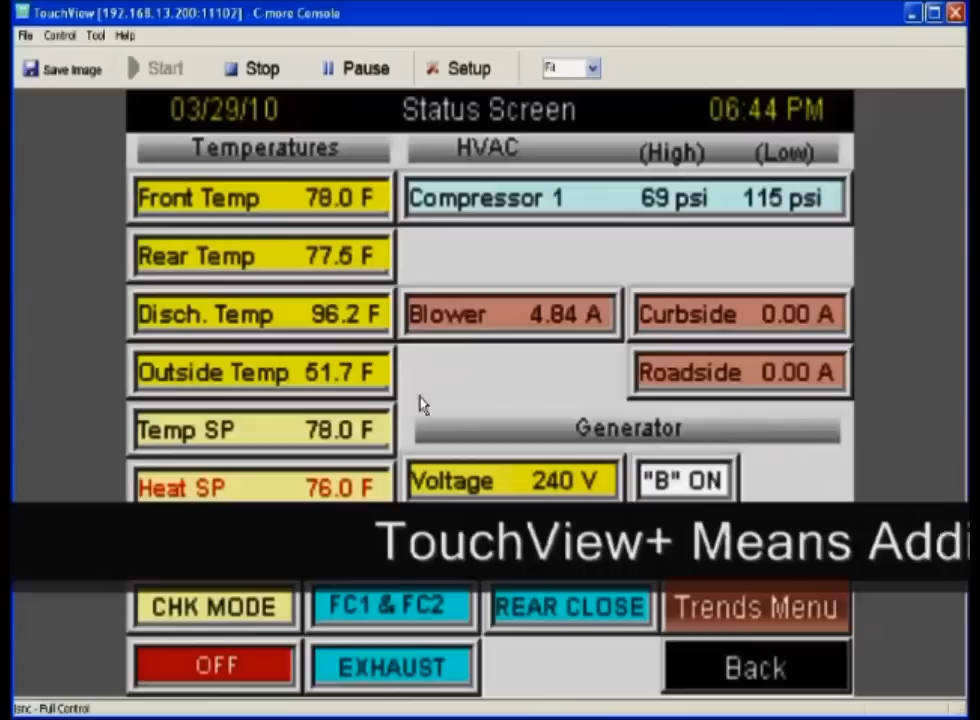 TouchView [192.168.13.200:11102] - C-more Console
File Control Tool Help
Save Image Start Stop Pause Setup Fit
03/29/10 Status Screen 06:44 PM
Temperatures HVAC (High) (Low)
Front Temp 78.0 F Compressor 1 69 psi 115 psi
Rear Temp 77.5 F
Disch. Temp 96.2 F Blower 4.84 A Curbside 0.00 A
Outside Temp 51.7 F Roadside 0.00 A
Temp SP 78.0 F Generator
Heat SP 76.0 F Voltage 240 V "B" ON
TouchView+ Means Addi
CHK MODE FC1 & FC2 REAR CLOSE Trends Menu
OFF EXHAUST Back
- Full Control